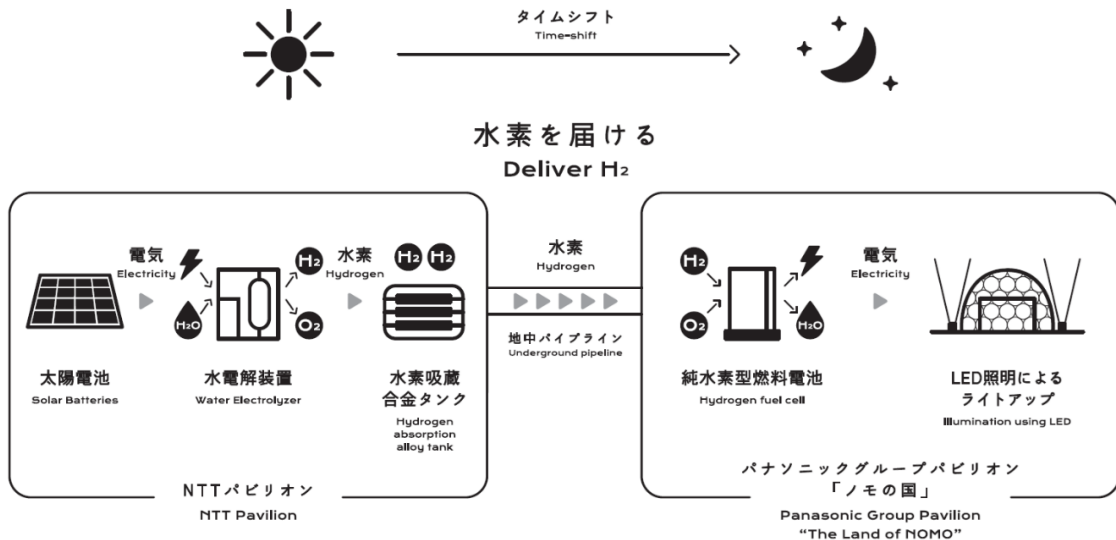 タイムシフト
Time-shift
水素を届ける
Deliver H₂
電気
Electricity
H₂O
H₂
O₂
水素
Hydrogen
H₂ H₂
太陽電池
Solar Batteries
水電解装置
Water Electrolyzer
水素吸蔵
合金タンク
Hydrogen
absorption
alloy tank
NTTパビリオン
NTT Pavilion
水素
Hydrogen
地中パイプライン
Underground pipeline
H₂
O₂
H₂O
電気
Electricity
純水素型燃料電池
Hydrogen fuel cell
LED照明による
ライトアップ
Illumination using LED
パナソニックグループパビリオン
「ノモの国」
Panasonic Group Pavilion
“The Land of NOMO”